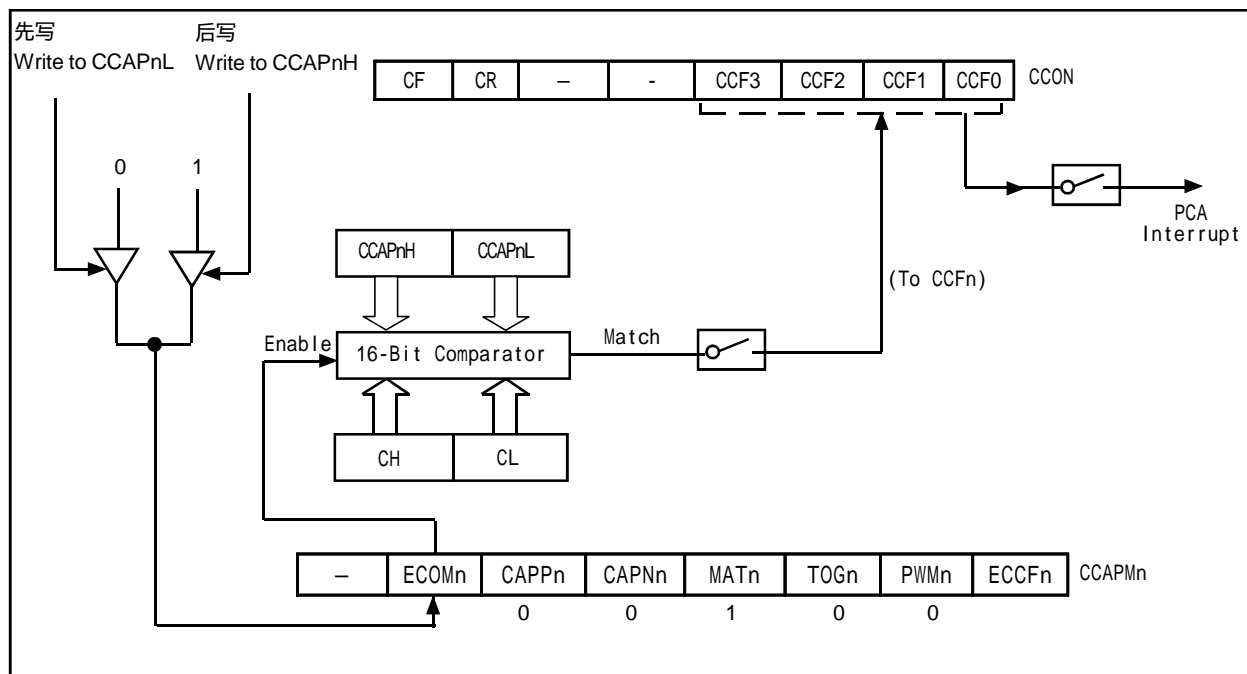 先写
后写
Write to CCAPnL
Write to CCAPnH
CF CR – - CCF3 CCF2 CCF1 CCF0 CCON
0 1
PCA
Interrupt
CCAPnH CCAPnL
(To CCFn)
Enable
16-Bit Comparator
Match
CH CL
– ECOMn CAPPn CAPNn MATn TOGn PWMn ECCFn CCAPMn
0 0 1 0 0